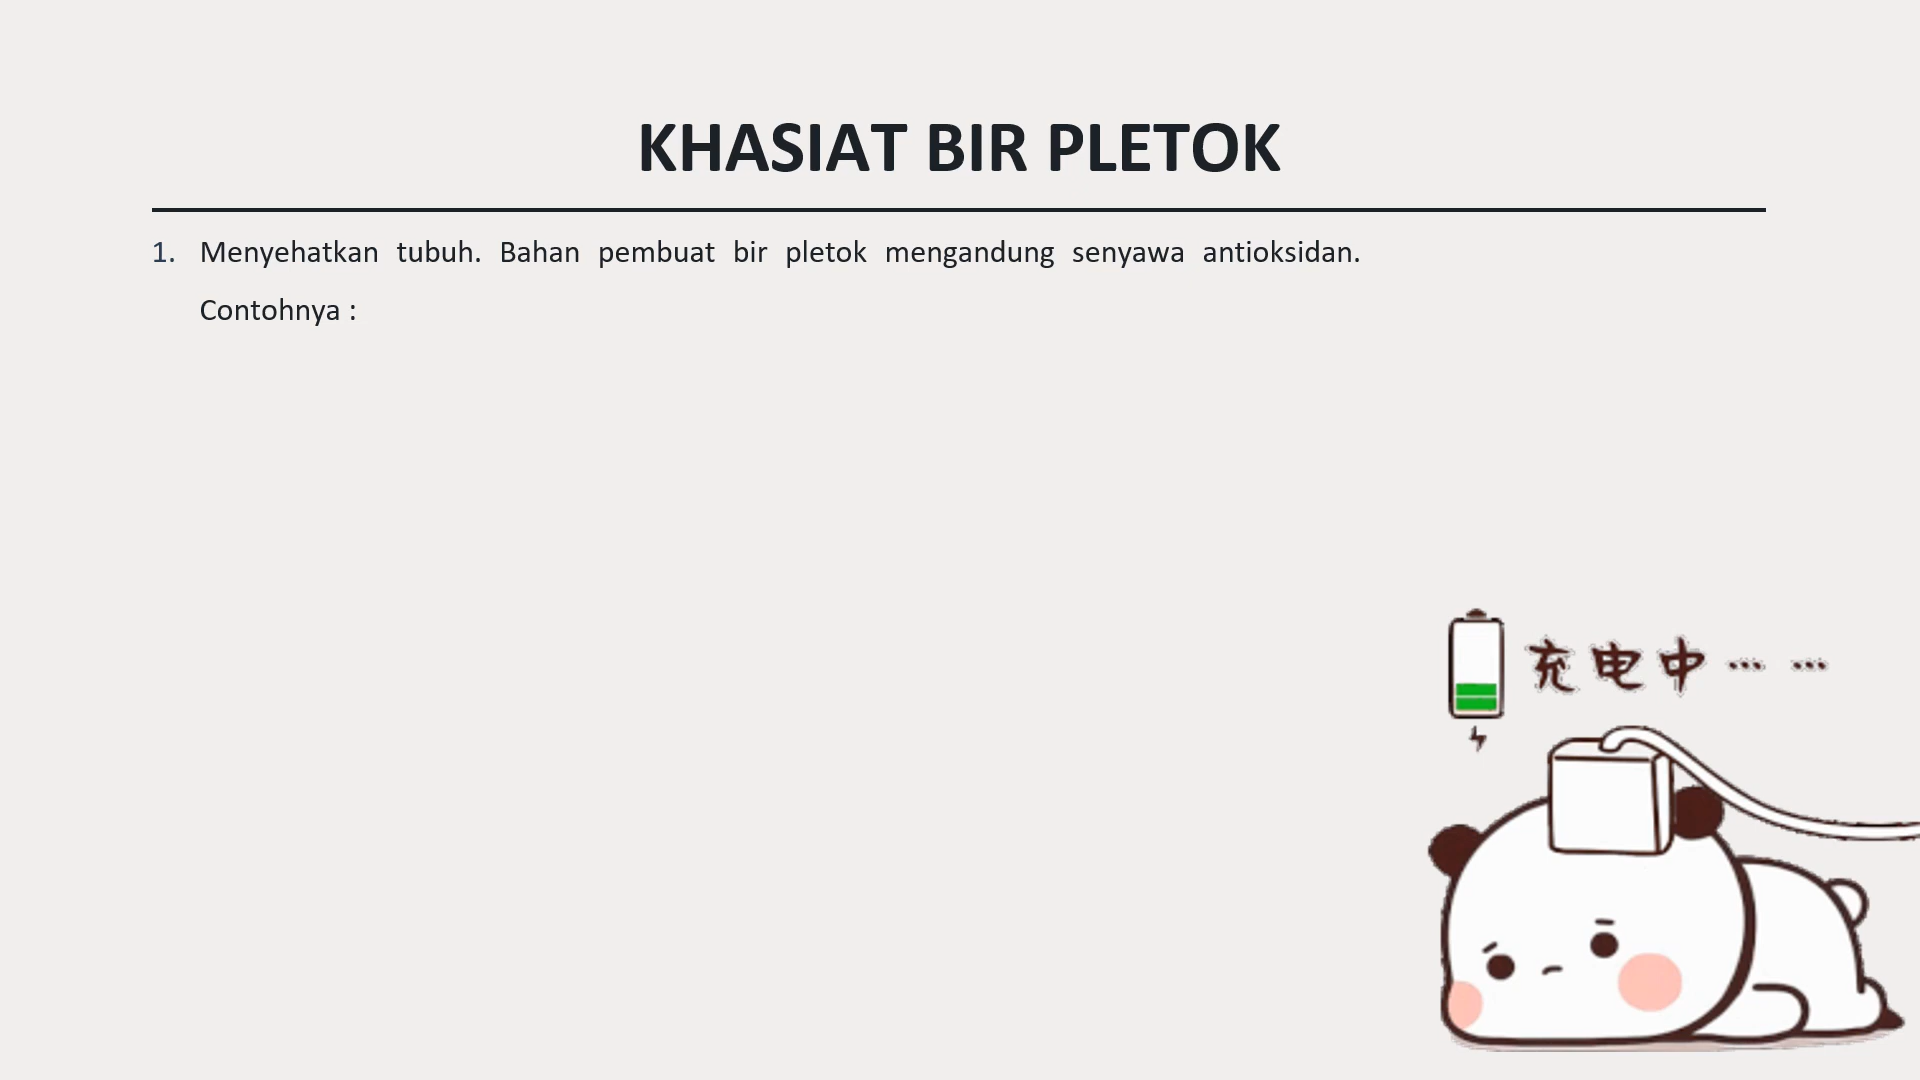 KHASIAT BIR PLETOK
1. Menyehatkan tubuh. Bahan pembuat bir pletok mengandung senyawa antioksidan.
Contohnya :
充电中……